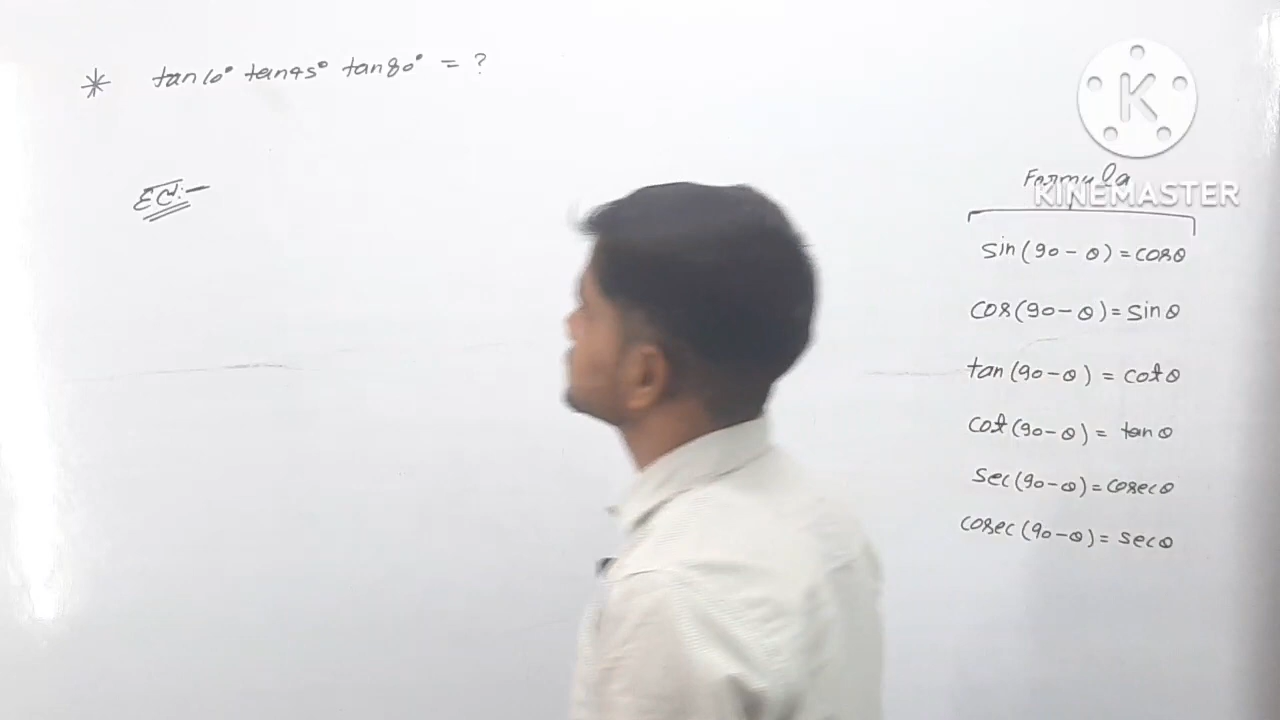 * tan10° tan45° tan80° = ?
Formula
KINEMASTER
sin(90-θ)=cosθ
cos(90-θ)=sinθ
tan(90-θ) = cotθ
cot(90-θ) = tanθ
sec(90-θ)=cosecθ
cosec(90-θ)= secθ